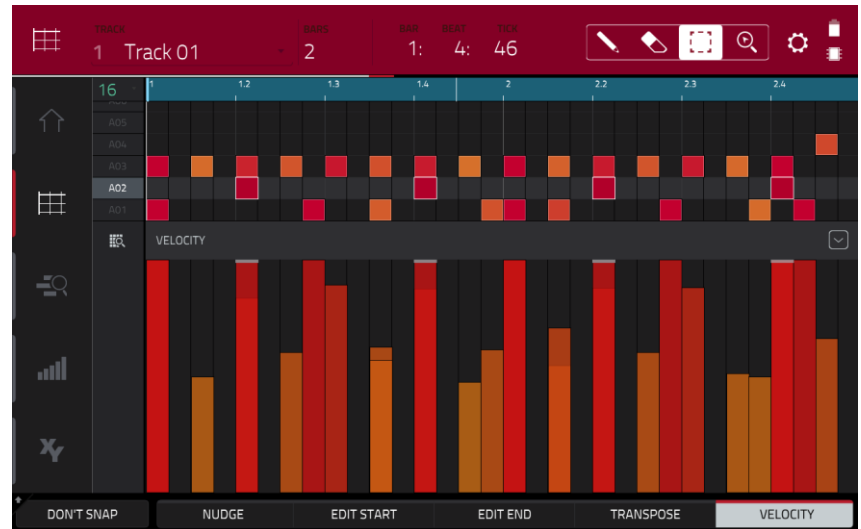 TRACK BARS BAR BEAT TICK
1 Track 01 2 1: 4: 46
16 1 1.2 1.3 1.4 2 2.2 2.3 2.4
A05
A04
A03
A02
A01
VELOCITY
XY
DON'T SNAP NUDGE EDIT START EDIT END TRANSPOSE VELOCITY